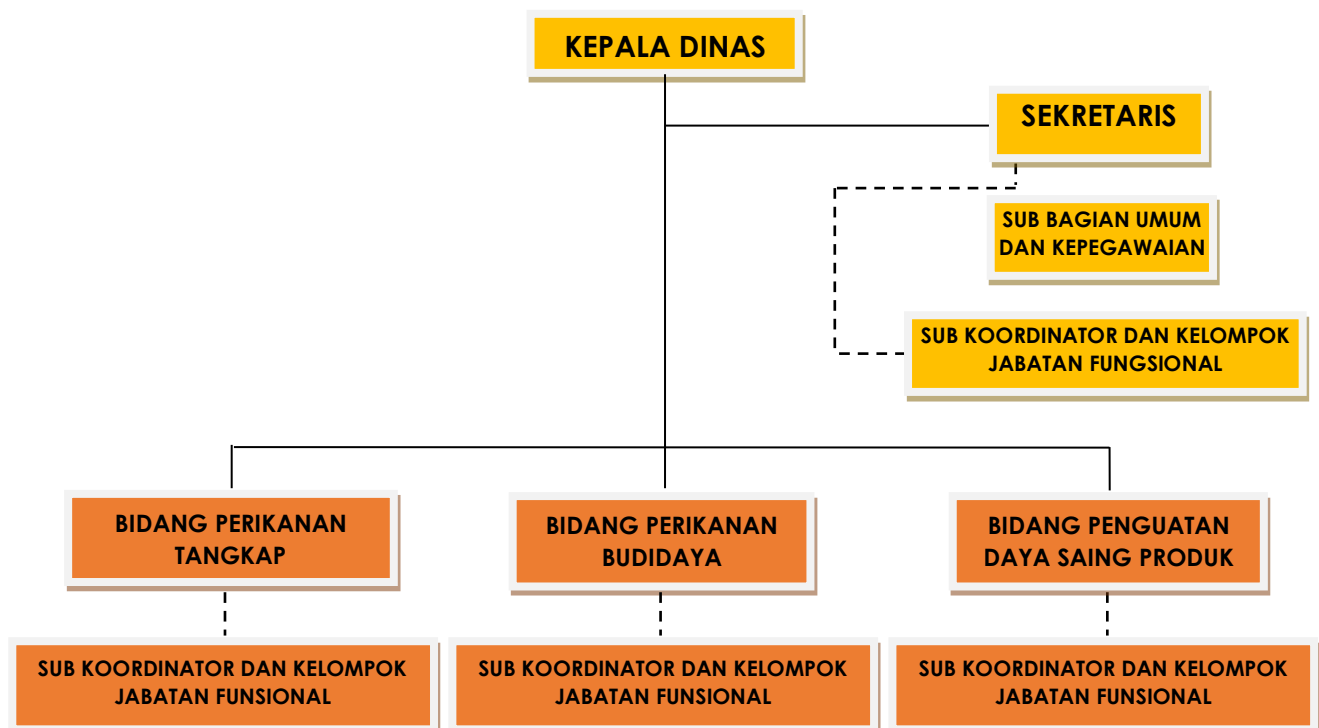 KEPALA DINAS
SEKRETARIS
SUB BAGIAN UMUM
DAN KEPEGAWAIAN
SUB KOORDINATOR DAN KELOMPOK
JABATAN FUNGSIONAL
BIDANG PERIKANAN
TANGKAP
BIDANG PERIKANAN
BUDIDAYA
BIDANG PENGUATAN
DAYA SAING PRODUK
SUB KOORDINATOR DAN KELOMPOK
JABATAN FUNSIONAL
SUB KOORDINATOR DAN KELOMPOK
JABATAN FUNSIONAL
SUB KOORDINATOR DAN KELOMPOK
JABATAN FUNSIONAL